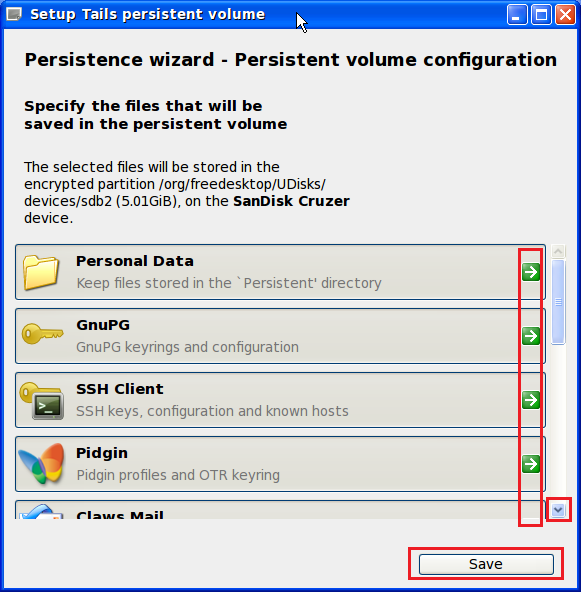 Setup Tails persistent volume
Persistence wizard - Persistent volume configuration
Specify the files that will be
saved in the persistent volume
The selected files will be stored in the
encrypted partition /org/freedesktop/UDisks/
devices/sdb2 (5.01GiB), on the SanDisk Cruzer
device.
Personal Data
Keep files stored in the `Persistent' directory
GnuPG
GnuPG keyrings and configuration
SSH Client
SSH keys, configuration and known hosts
Pidgin
Pidgin profiles and OTR keyring
Claws Mail
Save